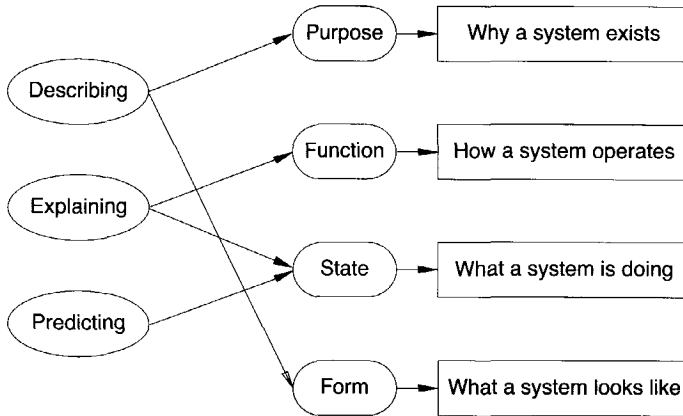 Purpose
Why a system exists
Describing
Function
How a system operates
Explaining
State
What a system is doing
Predicting
Form
What a system looks like